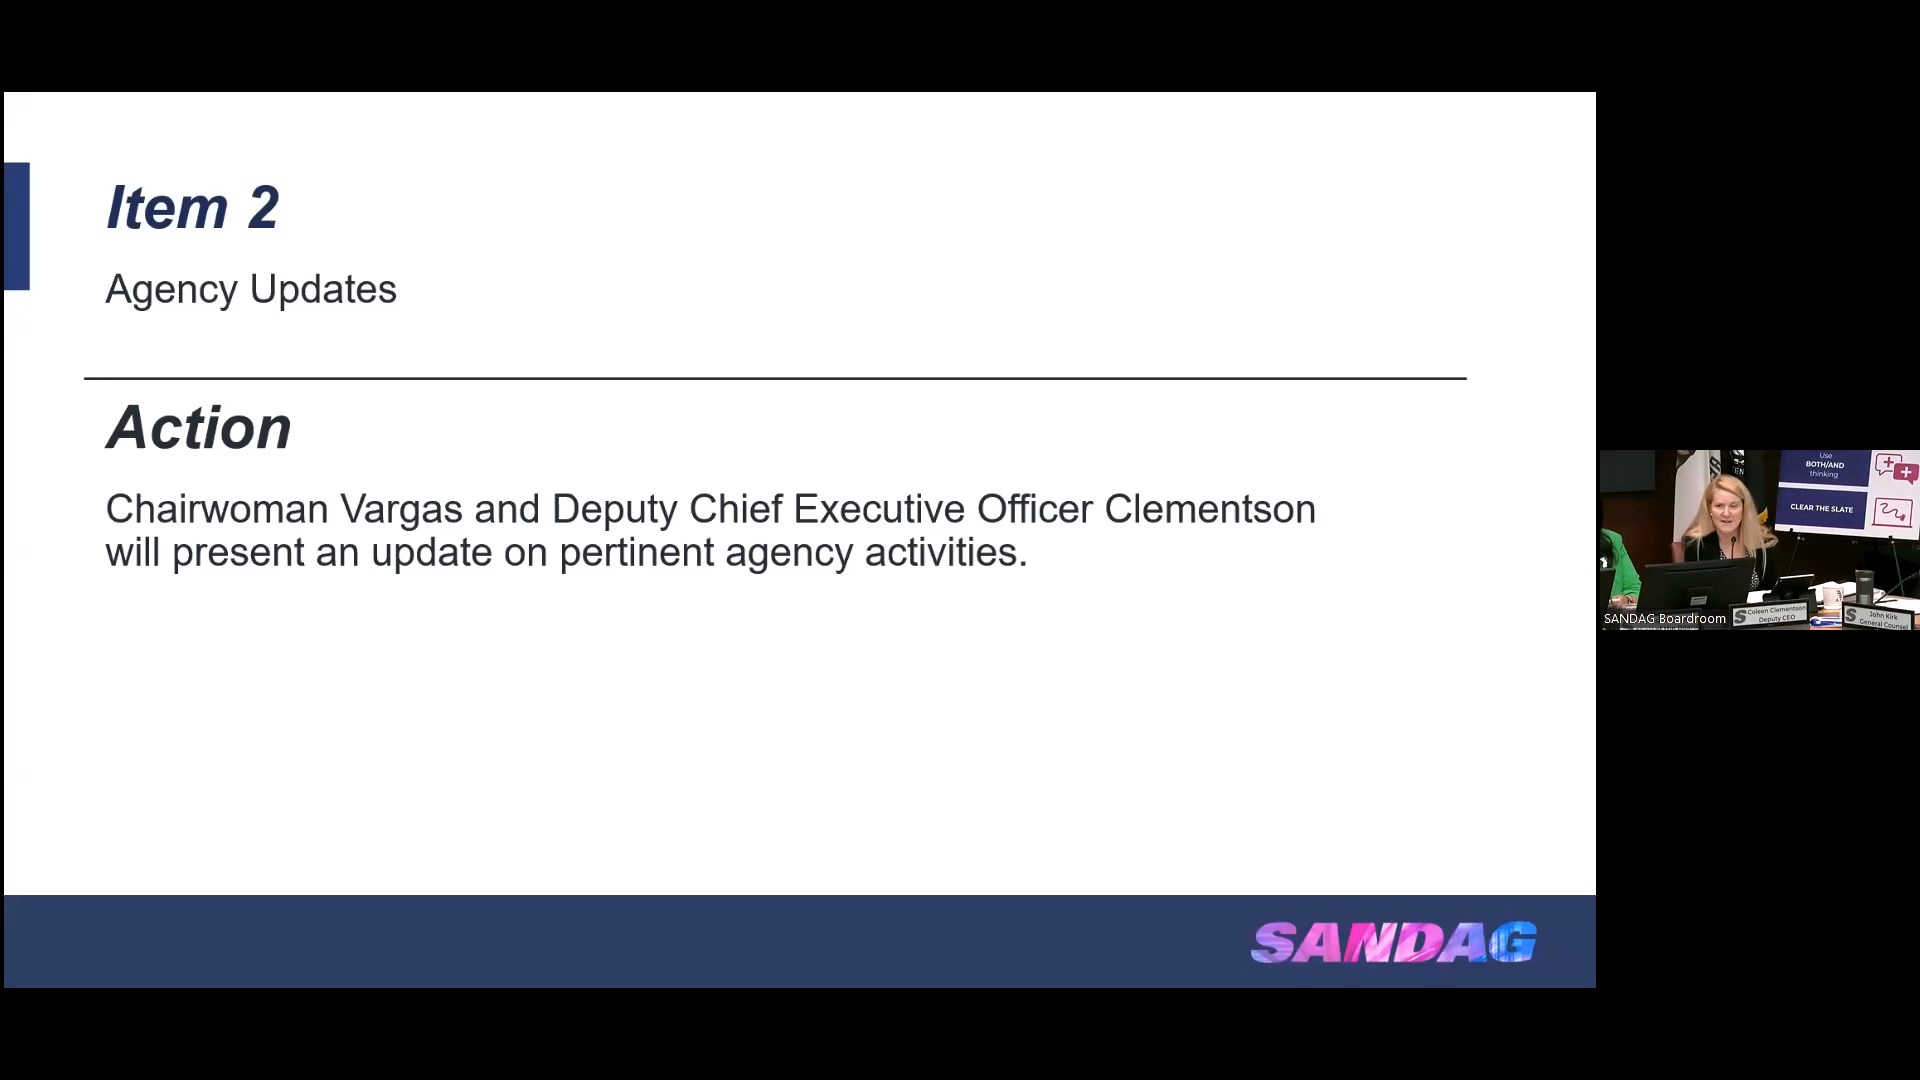 Item 2
Agency Updates
Action
Chairwoman Vargas and Deputy Chief Executive Officer Clementson
will present an update on pertinent agency activities.
SANDAG
Use
BOTH/AND
thinking
CLEAR THE SLATE
Coleen Clementson
Deputy CEO
John Kirk
General Counsel
SANDAG Boardroom